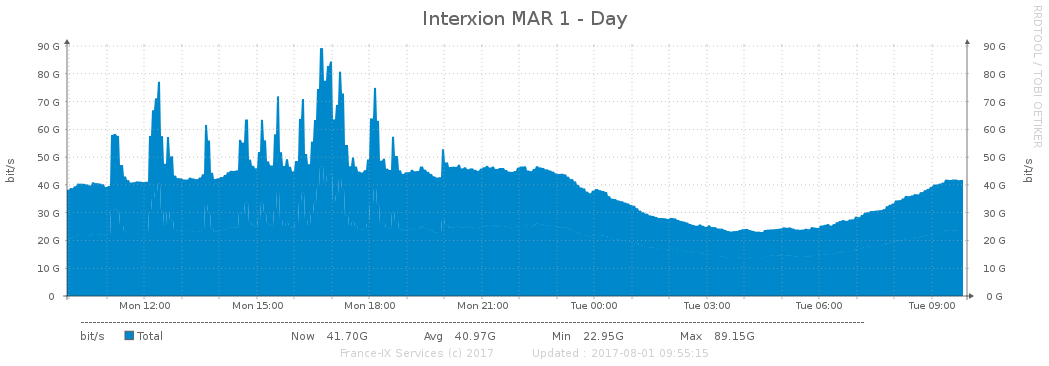 Interxion MAR 1 - Day
RRDTOOL / TOBI OETIKER
bit/s
90 G 90 G
80 G 80 G
70 G 70 G
60 G 60 G
50 G 50 G
40 G 40 G
30 G 30 G
20 G 20 G
10 G 10 G
0 0 G
bit/s
Mon 12:00 Mon 15:00 Mon 18:00 Mon 21:00 Tue 00:00 Tue 03:00 Tue 06:00 Tue 09:00
bit/s Total Now 41.70G Avg 40.97G Min 22.95G Max 89.15G
France-IX Services (c) 2017 Updated : 2017-08-01 09:55:15